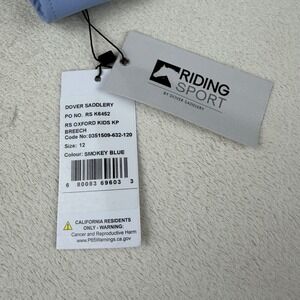 RIDING
SPORT
BY DOVER SADDLERY
DOVER SADDLERY
PO NO. RS K6452
RS OXFORD KIDS KP
BREECH
Code No:0351509-632-120
Size: 12
Colour: SMOKEY BLUE
6 80083 69603 3
CALIFORNIA RESIDENTS
ONLY - WARNING:
Cancer and Reproductive Harm
www.P65Warnings.ca.gov